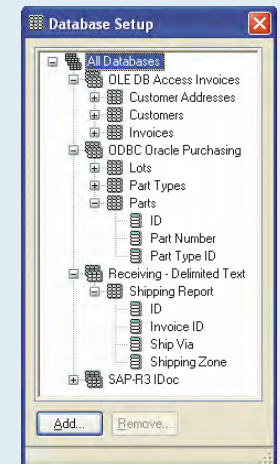 Database Setup
All Databases
OLE DB Access Invoices
Customer Addresses
Customers
Invoices
ODBC Oracle Purchasing
Lots
Part Types
Parts
ID
Part Number
Part Type ID
Receiving - Delimited Text
Shipping Report
ID
Invoice ID
Ship Via
Shipping Zone
SAP-R3 IDoc
Add... Remove...